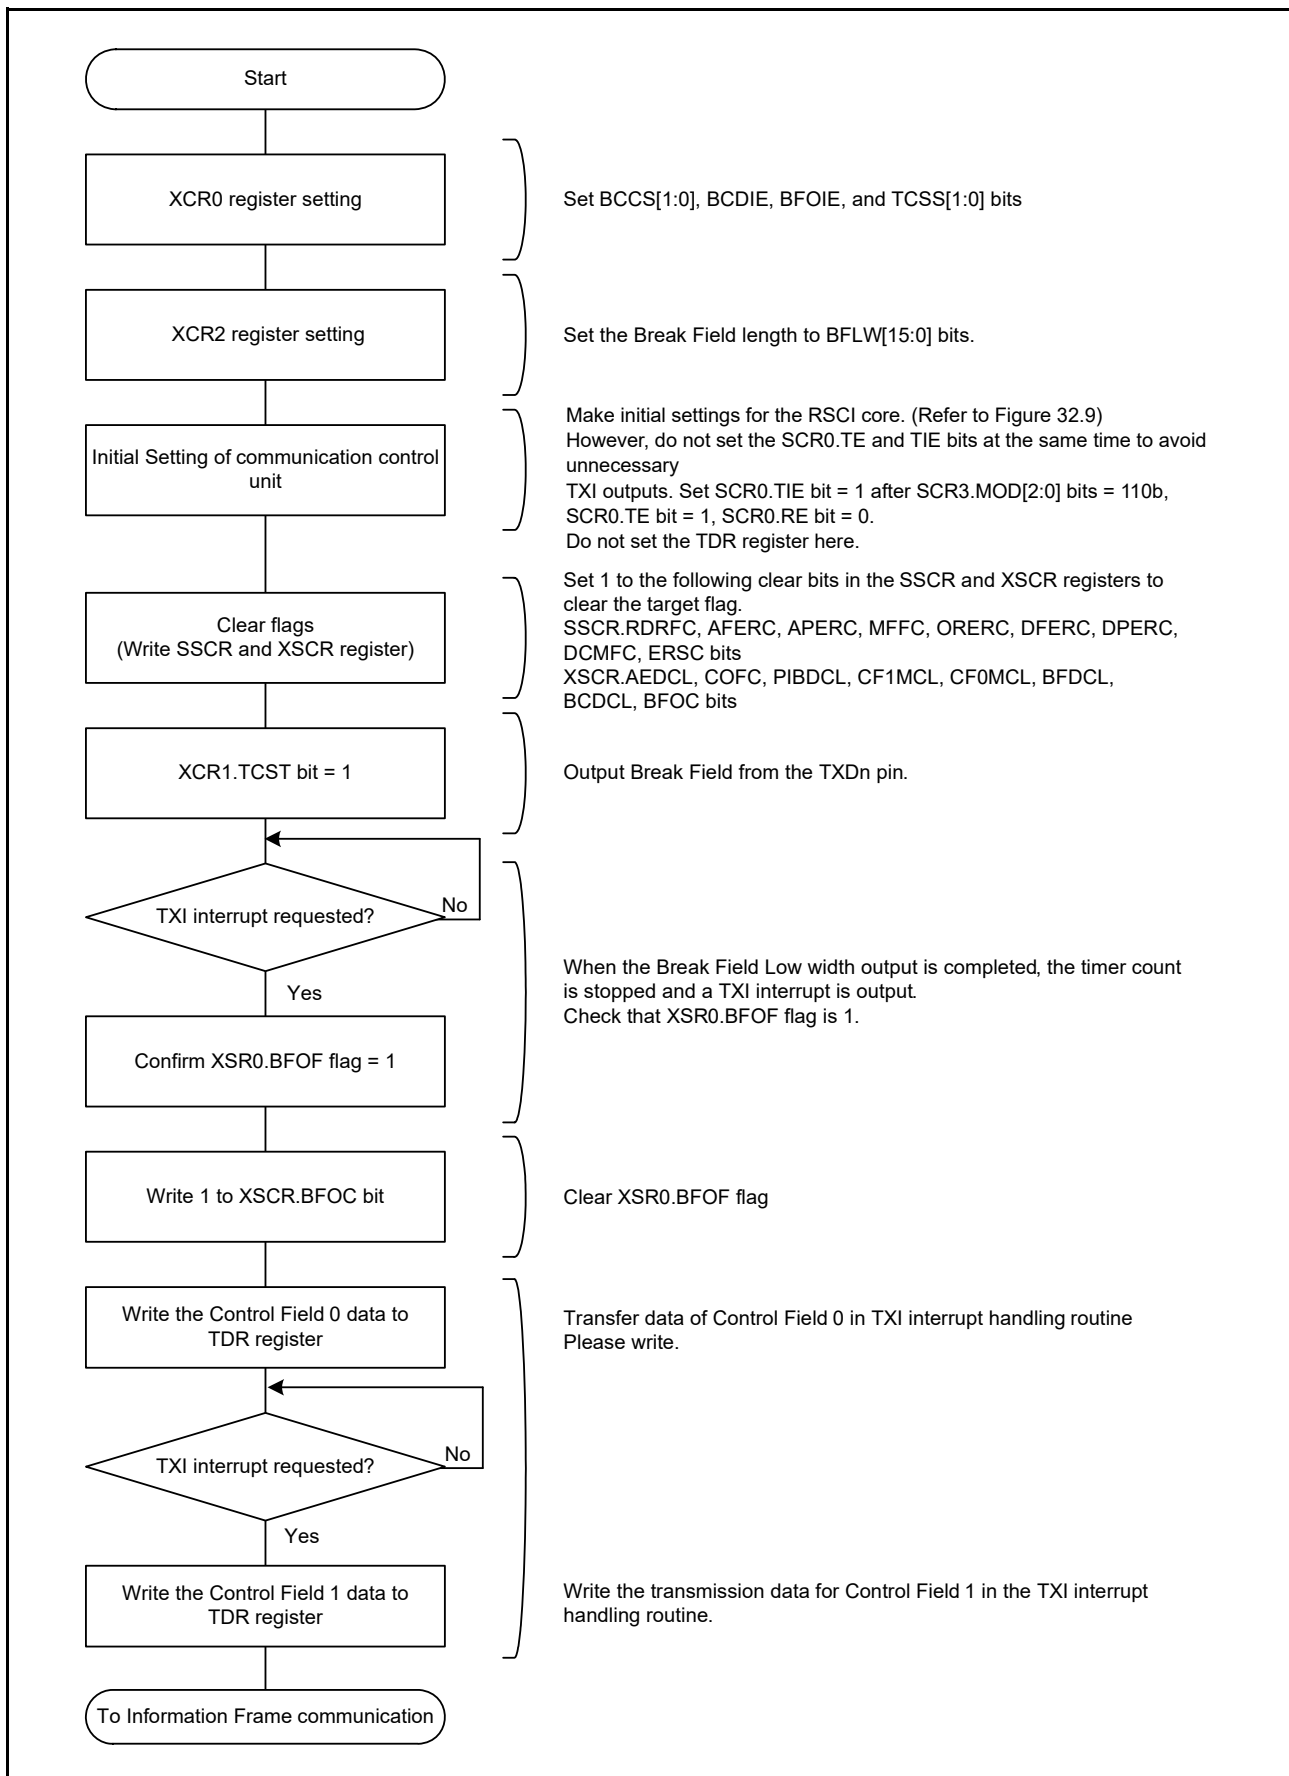 Start
XCR0 register setting
Set BCCS[1:0], BCDIE, BFOIE, and TCSS[1:0] bits
XCR2 register setting
Set the Break Field length to BFLW[15:0] bits.
Initial Setting of communication control
unit
Make initial settings for the RSCI core. (Refer to Figure 32.9)
However, do not set the SCR0.TE and TIE bits at the same time to avoid
unnecessary
TXI outputs. Set SCR0.TIE bit = 1 after SCR3.MOD[2:0] bits = 110b,
SCR0.TE bit = 1, SCR0.RE bit = 0.
Do not set the TDR register here.
Clear flags
(Write SSCR and XSCR register)
Set 1 to the following clear bits in the SSCR and XSCR registers to
clear the target flag.
SSCR.RDRFC, AFERC, APERC, MFFC, ORERC, DFERC, DPERC,
DCMFC, ERSC bits
XSCR.AEDCL, COFC, PIBDCL, CF1MCL, CF0MCL, BFDCL,
BCDCL, BFOC bits
XCR1.TCST bit = 1
Output Break Field from the TXDn pin.
TXI interrupt requested?
No
Yes
When the Break Field Low width output is completed, the timer count
is stopped and a TXI interrupt is output.
Check that XSR0.BFOF flag is 1.
Confirm XSR0.BFOF flag = 1
Write 1 to XSCR.BFOC bit
Clear XSR0.BFOF flag
Write the Control Field 0 data to
TDR register
Transfer data of Control Field 0 in TXI interrupt handling routine
Please write.
TXI interrupt requested?
No
Yes
Write the Control Field 1 data to
TDR register
Write the transmission data for Control Field 1 in the TXI interrupt
handling routine.
To Information Frame communication